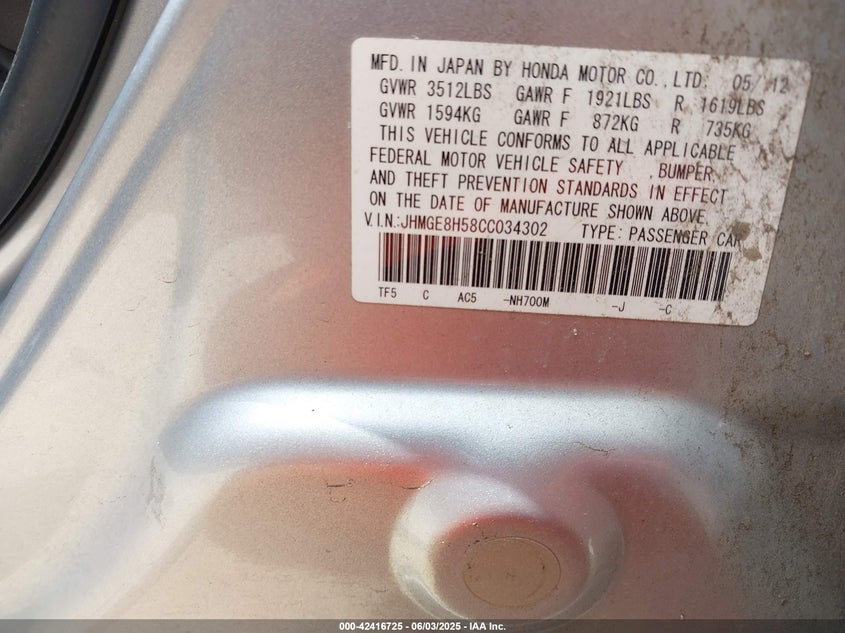 MFD. IN JAPAN BY HONDA MOTOR CO., LTD. 05/12
GVWR 3512LBS GAWR F 1921LBS R 1619LBS
GVWR 1594KG GAWR F 872KG R 735KG
THIS VEHICLE CONFORMS TO ALL APPLICABLE
FEDERAL MOTOR VEHICLE SAFETY , BUMPER,
AND THEFT PREVENTION STANDARDS IN EFFECT
ON THE DATE OF MANUFACTURE SHOWN ABOVE.
V.I.N.:JHMGE8H58CC034302 TYPE: PASSENGER CAR
TF5 C AC5 -NH700M -J -C
000-42416725 - 06/03/2025 - IAA Inc.